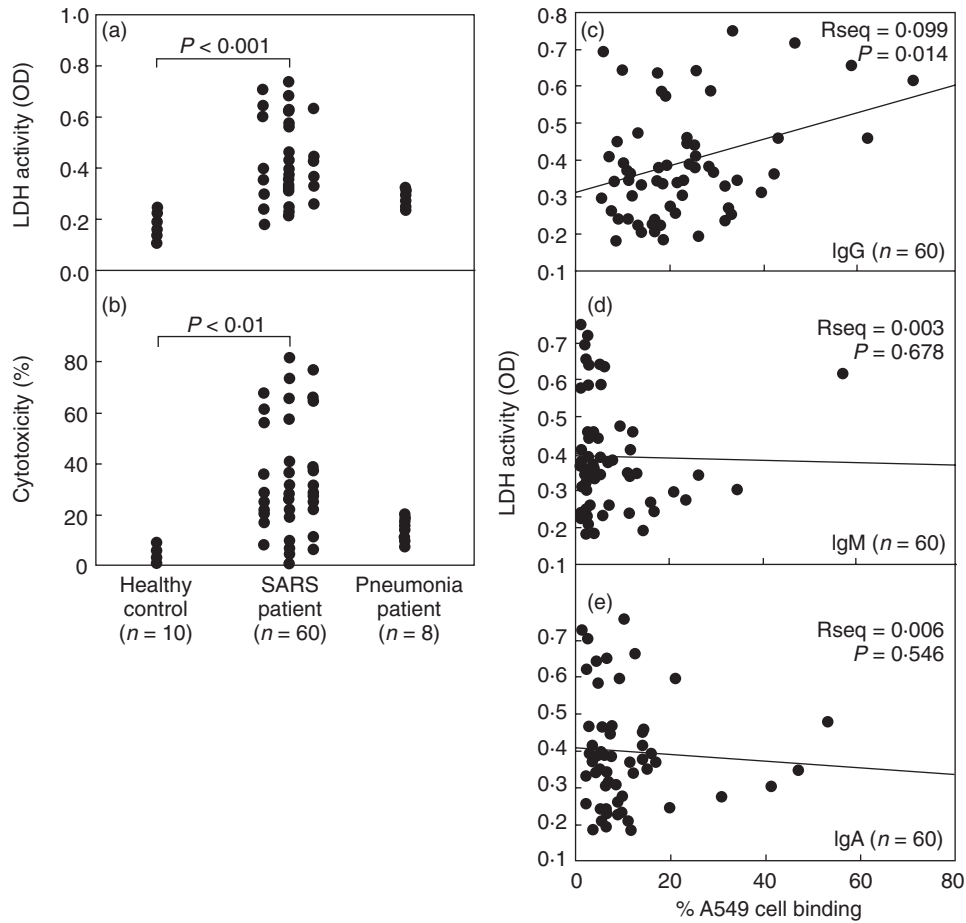 (a)
P < 0·001
1·0
0·8
0·6
0·4
0·2
0·0
LDH activity (OD)
(b)
P < 0·01
80
60
40
20
0
Cytotoxicity (%)
Healthy
control
(n = 10)
SARS
patient
(n = 60)
Pneumonia
patient
(n = 8)
(c)
Rseq = 0·099
P = 0·014
0·8
0·7
0·6
0·5
0·4
0·3
0·2
0·1
IgG (n = 60)
(d)
Rseq = 0·003
P = 0·678
0·7
0·6
0·5
0·4
0·3
0·2
0·1
LDH activity (OD)
IgM (n = 60)
(e)
Rseq = 0·006
P = 0·546
0·7
0·6
0·5
0·4
0·3
0·2
0·1
IgA (n = 60)
0 20 40 60 80
% A549 cell binding